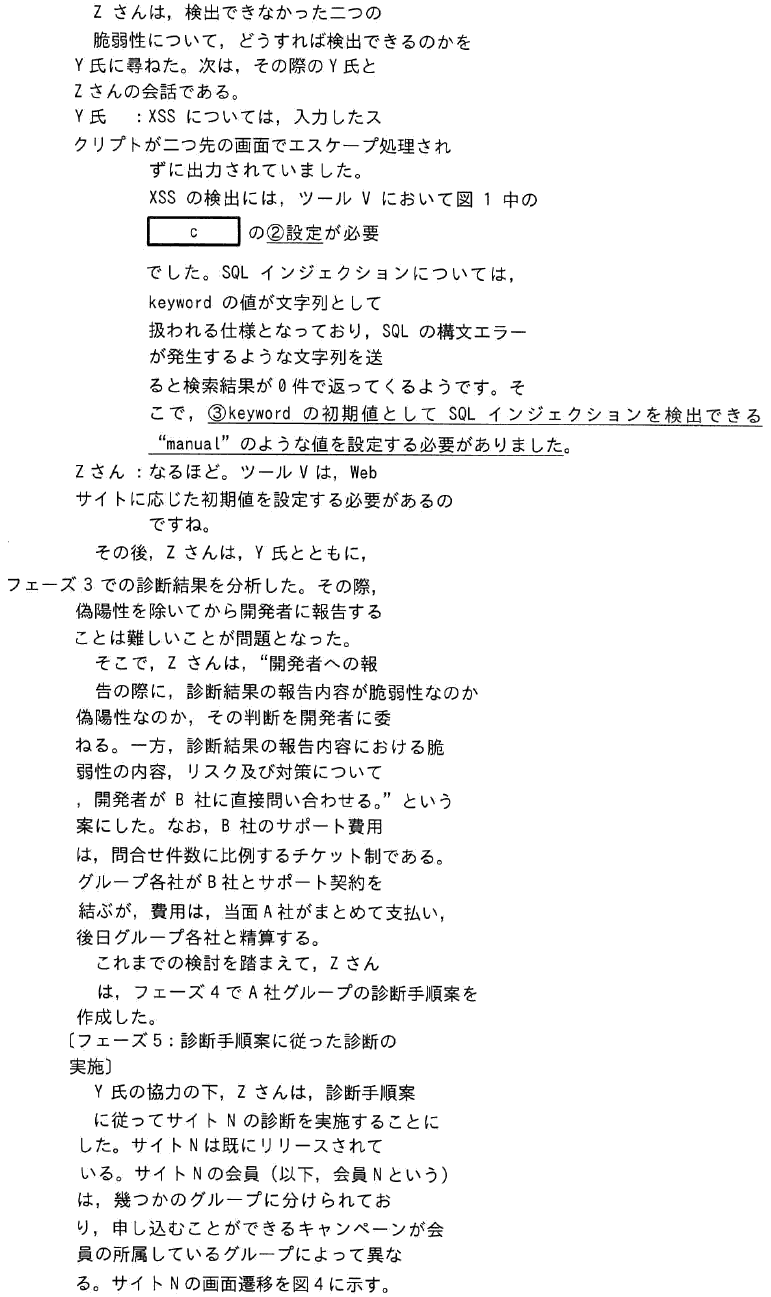 Z さんは，検出できなかった二つの
脆弱性について，どうすれば検出できるのかを
Y氏に尋ねた。次は，その際のY氏と
Zさんの会話である。
Y氏　：XSS については，入力したス
クリプトが二つ先の画面でエスケープ処理され
ずに出力されていました。
XSS の検出には，ツール V において図 1 中の
c の②設定が必要
でした。SQL インジェクションについては，
keyword の値が文字列として
扱われる仕様となっており，SQL の構文エラー
が発生するような文字列を送
ると検索結果が0件で返ってくるようです。そ
こで，③keyword の初期値として SQL インジェクションを検出できる
“manual”のような値を設定する必要がありました。
Zさん：なるほど。ツール V は，Web
サイトに応じた初期値を設定する必要があるの
ですね。
その後，Z さんは，Y 氏とともに，
フェーズ 3 での診断結果を分析した。その際，
偽陽性を除いてから開発者に報告する
ことは難しいことが問題となった。
そこで，Z さんは，“開発者への報
告の際に，診断結果の報告内容が脆弱性なのか
偽陽性なのか，その判断を開発者に委
ねる。一方，診断結果の報告内容における脆
弱性の内容，リスク及び対策について
，開発者が B 社に直接問い合わせる。”という
案にした。なお，B 社のサポート費用
は，問合せ件数に比例するチケット制である。
グループ各社がB社とサポート契約を
結ぶが，費用は，当面A社がまとめて支払い，
後日グループ各社と精算する。
これまでの検討を踏まえて，Zさん
は，フェーズ4でA社グループの診断手順案を
作成した。
〔フェーズ5：診断手順案に従った診断の
実施〕
Y 氏の協力の下，Z さんは，診断手順案
に従ってサイト N の診断を実施することに
した。サイトNは既にリリースされて
いる。サイトNの会員（以下，会員Nという）
は，幾つかのグループに分けられてお
り，申し込むことができるキャンペーンが会
員の所属しているグループによって異な
る。サイトNの画面遷移を図4に示す。